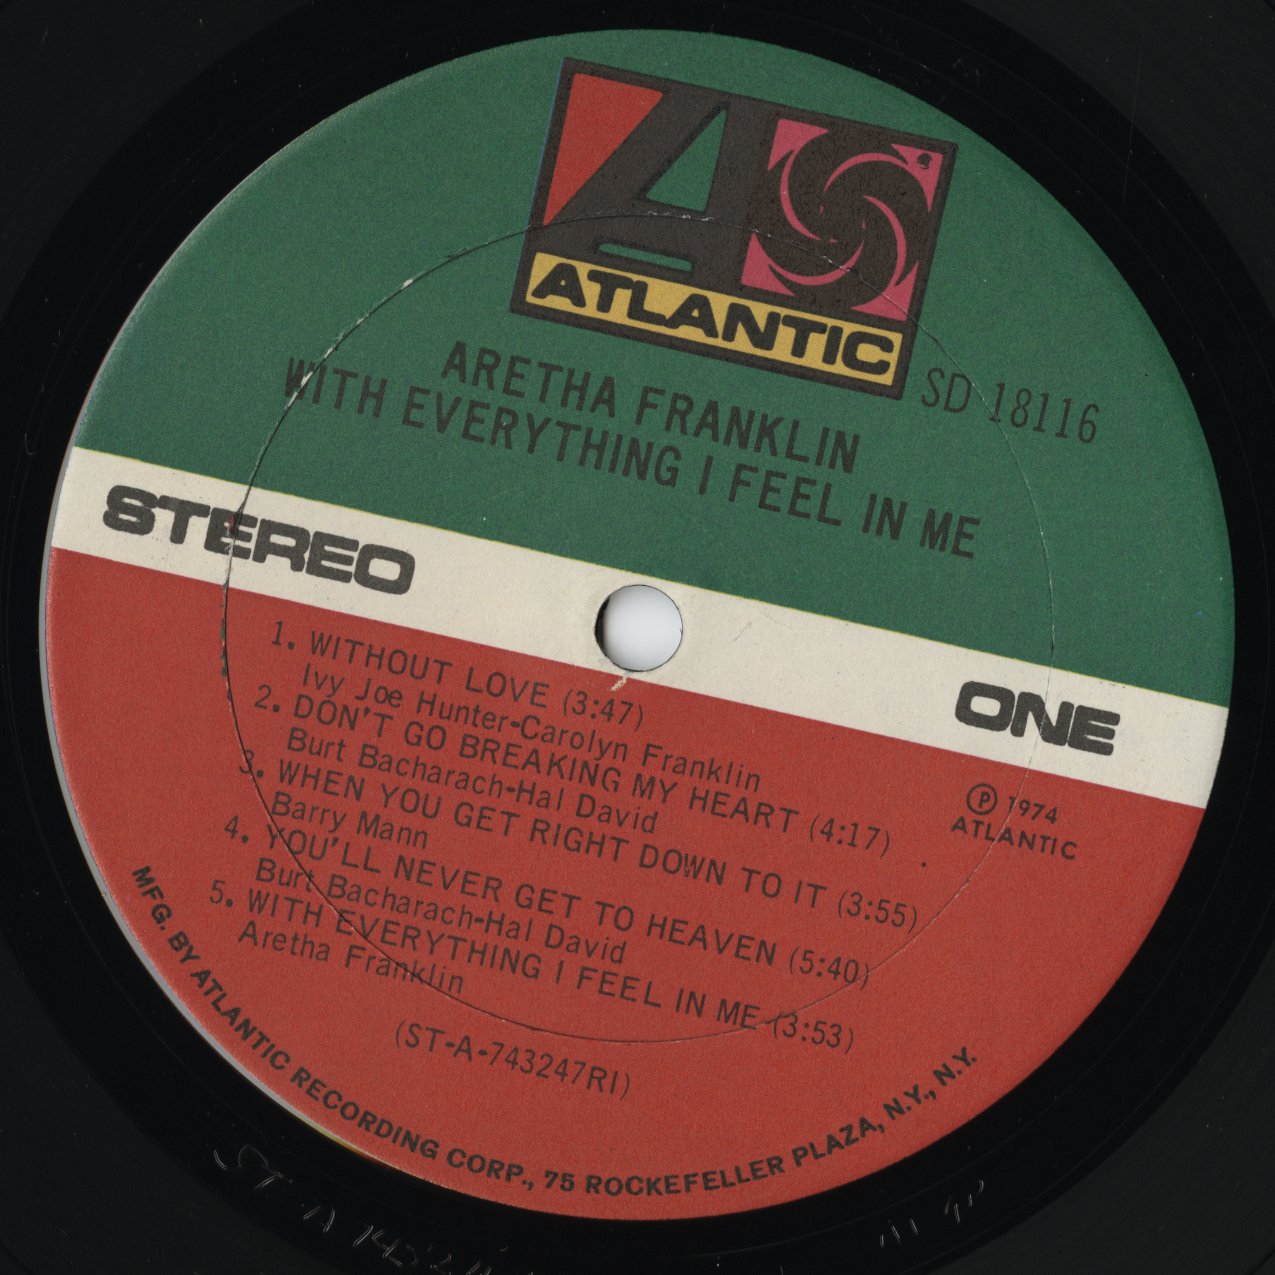 ATLANTIC
SD 18116
ARETHA FRANKLIN
WITH EVERYTHING I FEEL IN ME
STEREO
ONE
1. WITHOUT LOVE (3:47)
Ivy Joe Hunter-Carolyn Franklin
2. DON'T GO BREAKING MY HEART (4:17)
Burt Bacharach-Hal David
3. WHEN YOU GET RIGHT DOWN TO IT (3:55)
Barry Mann
4. YOU'LL NEVER GET TO HEAVEN (5:40)
Burt Bacharach-Hal David
5. WITH EVERYTHING I FEEL IN ME (3:53)
Aretha Franklin
℗ 1974
ATLANTIC
(ST-A-743247RI)
MFG. BY ATLANTIC RECORDING CORP., 75 ROCKEFELLER PLAZA, N.Y., N.Y.
ST A